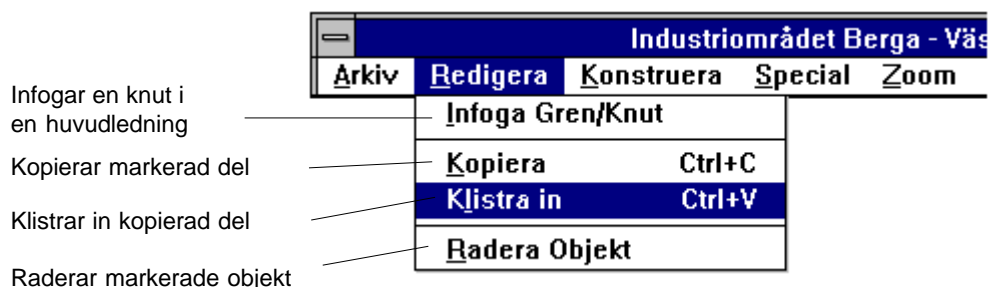 Industriområdet Berga - Väs
Arkiv Redigera Konstruera Special Zoom
Infogar en knut i
en huvudledning
Infoga Gren/Knut
Kopierar markerad del
Kopiera Ctrl+C
Klistrar in kopierad del
Klistra in Ctrl+V
Raderar markerade objekt
Radera Objekt